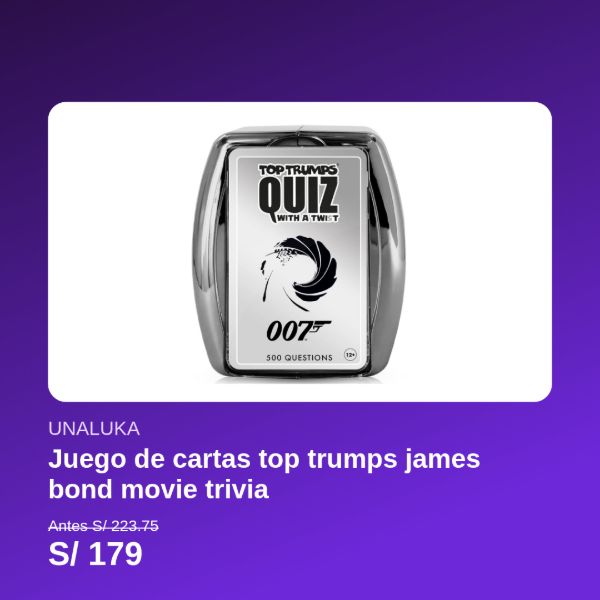 TOP TRUMPS
QUIZ
WITH A TWIST
007
500 QUESTIONS
12+
UNALUKA
Juego de cartas top trumps james
bond movie trivia
Antes S/ 223.75
S/ 179